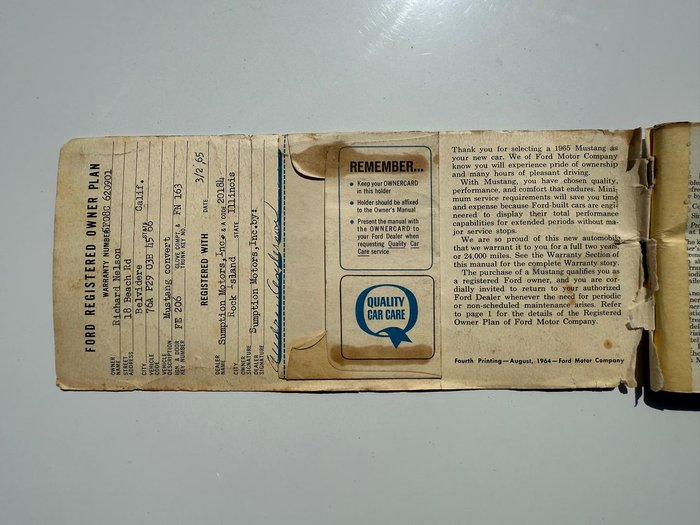 FORD REGISTERED OWNER PLAN
WARRANTY NUMBER 620901
OWNER NAME Richard Nelson
STREET ADDRESS 18 Beach Rd
CITY Belvidere Calif.
VEHICLE CODE 76A P29
VEHICLE DESCRIPTION Mustang convert.
IGN & DOOR KEY NUMBER FE 206 GLOVE COMPT. & TRUNK KEY NO. FN 163
REGISTERED WITH DATE 3/2/65
DEALER NAME Sumption Motors, Inc. & CODE 20184
CITY Rock Island STATE Illinois
OWNER SIGNATURE
DEALER SIGNATURE Sumption Motors, Inc. by:
REMEMBER...
• Keep your OWNERCARD
in this holder
• Holder should be affixed
to the Owner's Manual
• Present the manual with
the OWNERCARD to
your Ford Dealer when
requesting Quality Car
Care service
QUALITY
CAR CARE
Thank you for selecting a 1965 Mustang as
your new car. We of Ford Motor Company
know you will experience pride of ownership
and many hours of pleasant driving.
With Mustang, you have chosen quality,
performance, and comfort that endures. Mini-
mum service requirements will save you time
and expense because Ford-built cars are engi
neered to display their total performance
capabilities for extended periods without ma-
jor service stops.
We are so proud of this new automobile
that we warrant it to you for a full two years
or 24,000 miles. See the Warranty Section of
this manual for the complete Warranty story.
The purchase of a Mustang qualifies you as
a registered Ford owner, and you are cor-
dially invited to return to your authorized
Ford Dealer whenever the need for periodic
or non-scheduled maintenance arises. Refer
to page 1 for the details of the Registered
Owner Plan of Ford Motor Company.
Fourth Printing—August, 1964—Ford Motor Company